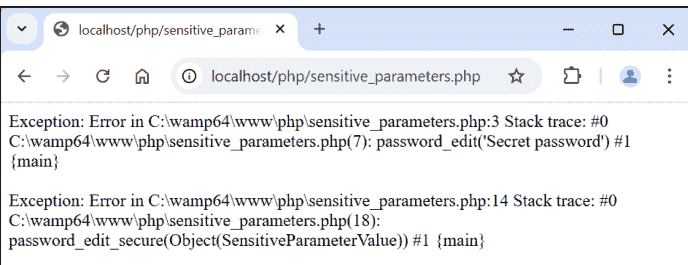 localhost/php/sensitive_parame
localhost/php/sensitive_parameters.php
Exception: Error in C:\wamp64\www\php\sensitive_parameters.php:3 Stack trace: #0
C:\wamp64\www\php\sensitive_parameters.php(7): password_edit('Secret password') #1
{main}
Exception: Error in C:\wamp64\www\php\sensitive_parameters.php:14 Stack trace: #0
C:\wamp64\www\php\sensitive_parameters.php(18):
password_edit_secure(Object(SensitiveParameterValue)) #1 {main}